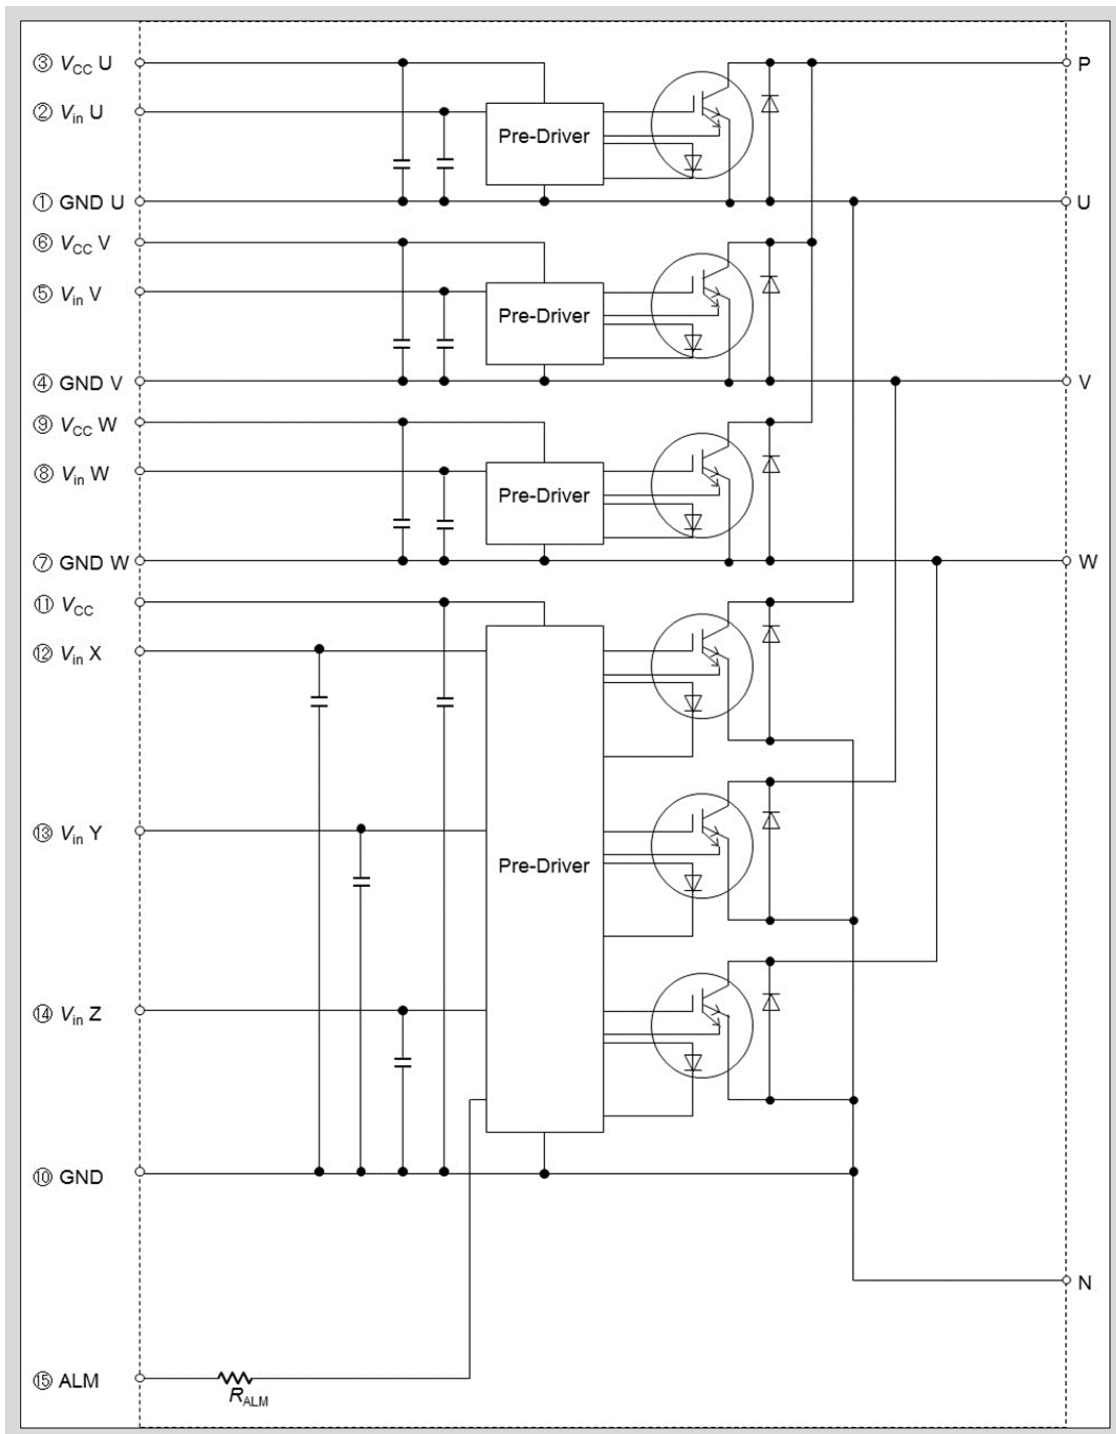 ③ VCC U
P
② Vin U
Pre-Driver
① GND U
U
⑥ VCC V
⑤ Vin V
Pre-Driver
④ GND V
V
⑨ VCC W
⑧ Vin W
Pre-Driver
⑦ GND W
W
⑪ VCC
⑫ Vin X
⑬ Vin Y
Pre-Driver
⑭ Vin Z
⑩ GND
N
⑮ ALM
RALM